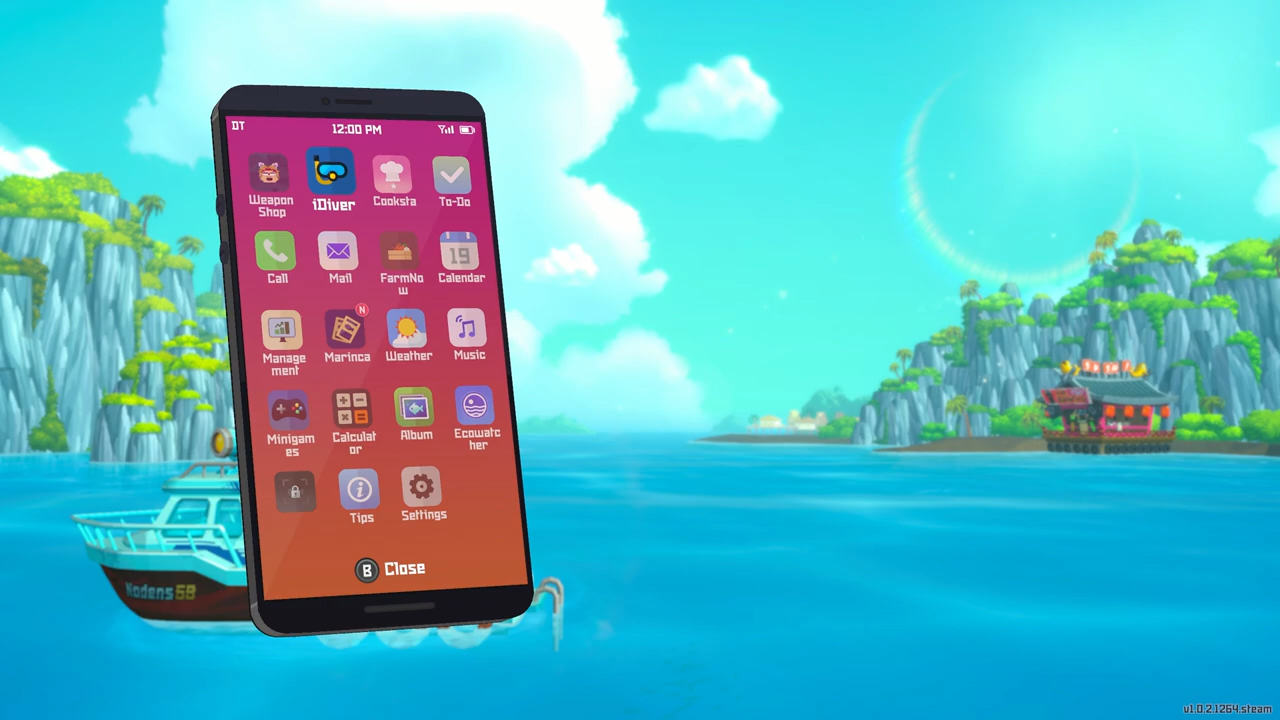 DT
12:00 PM
Weapon
Shop
iDiver
Cooksta
To-Do
Call
Mail
FarmNo
w
19
Calendar
Manage
ment
N
Marinca
Weather
Music
Minigam
es
Calculat
or
Album
Ecowatc
her
Tips
Settings
B Close
Nodens68
v1.0.2.1264.steam